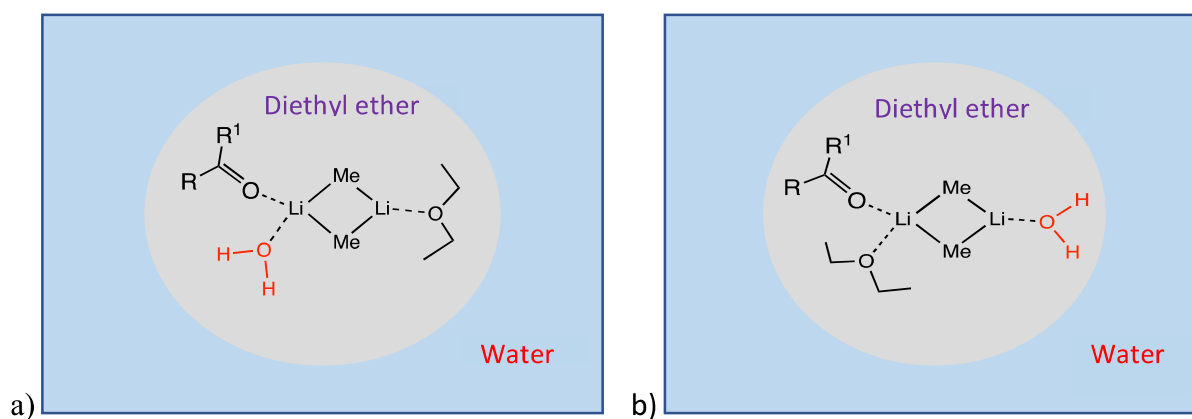 Diethyl ether
R¹
R
O
Me
Li
Li
Me
O
H
O
H
Water
a)
Diethyl ether
R¹
R
O
Me
Li
Li
Me
O
O
H
H
Water
b)